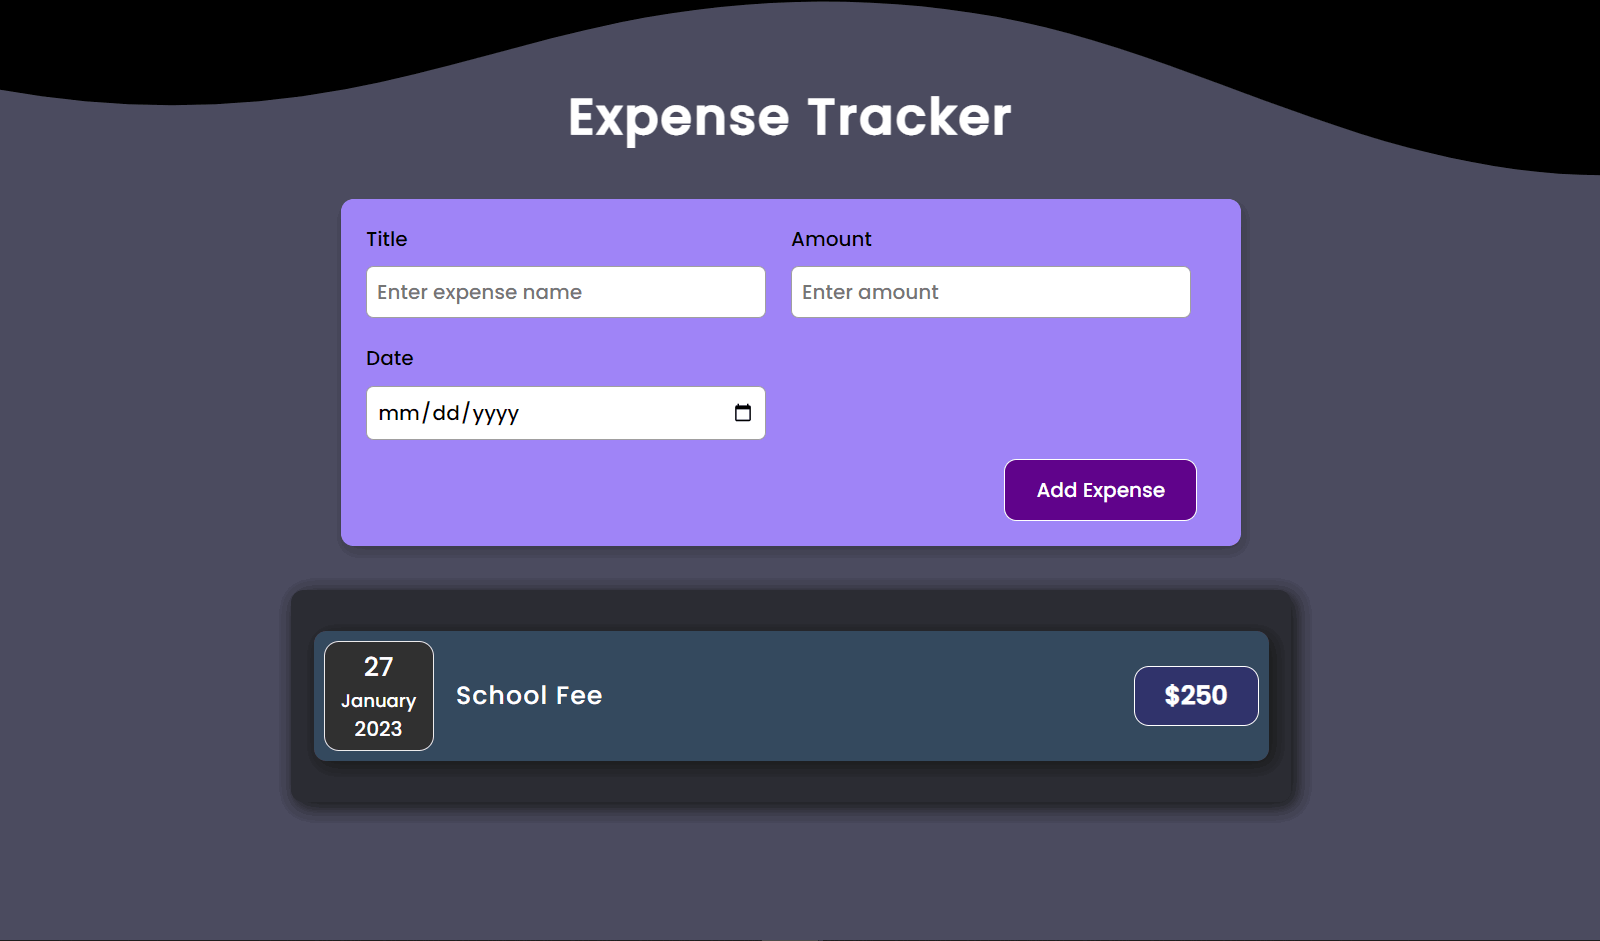 Expense Tracker
Title
Amount
Enter expense name
Enter amount
Date
mm/dd/yyyy
Add Expense
27
January
2023
School Fee
$250